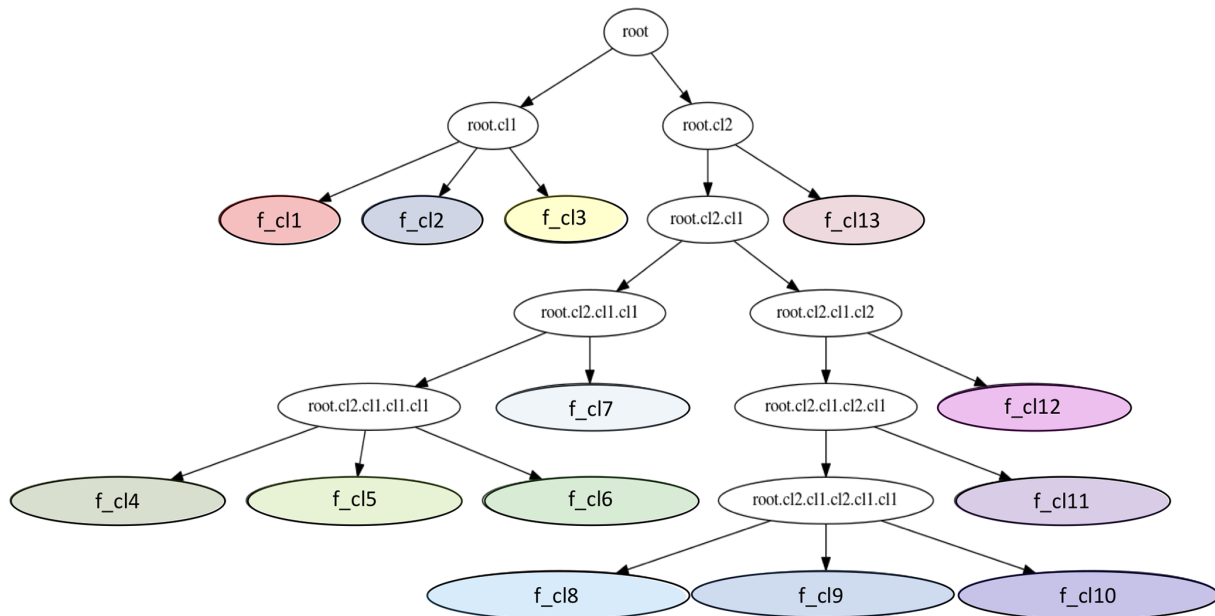 root
root.cl1
root.cl2
f_cl1
f_cl2
f_cl3
root.cl2.cl1
f_cl13
root.cl2.cl1.cl1
root.cl2.cl1.cl2
root.cl2.cl1.cl1.cl1
f_cl7
root.cl2.cl1.cl2.cl1
f_cl12
f_cl4
f_cl5
f_cl6
root.cl2.cl1.cl2.cl1.cl1
f_cl11
f_cl8
f_cl9
f_cl10